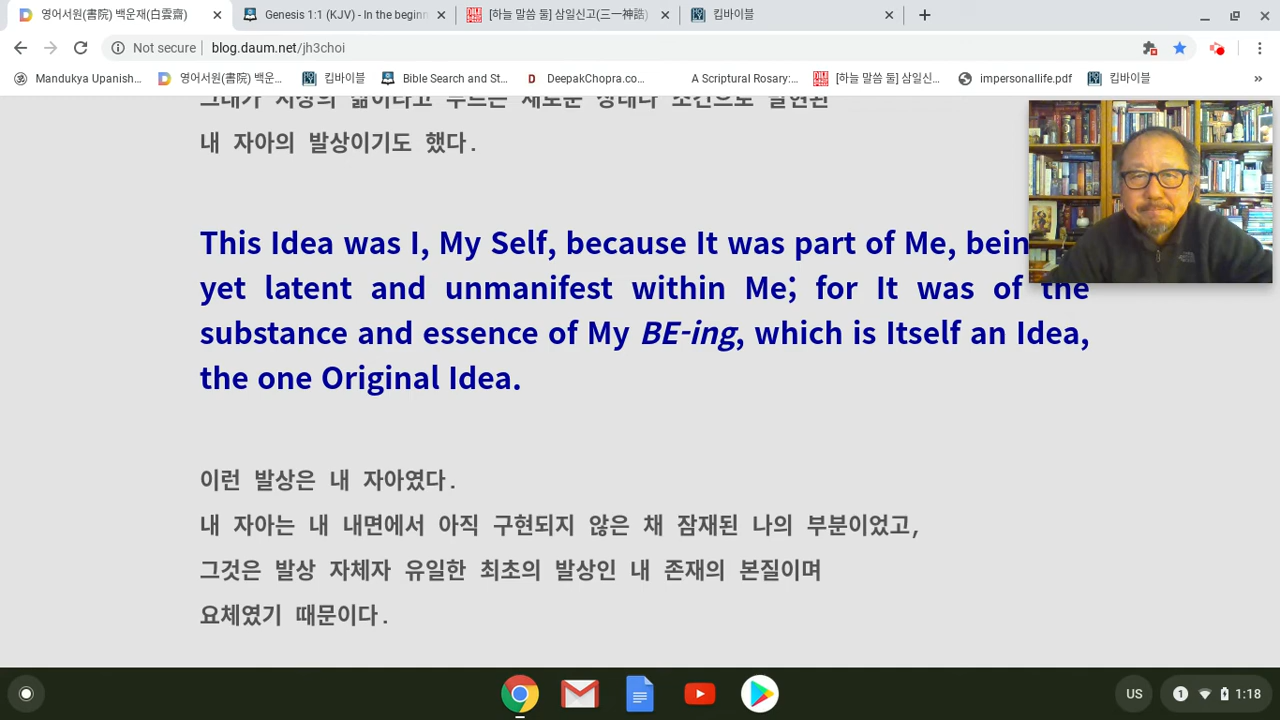 영어서원(書院) 백운재(白雲齋)
Genesis 1:1 (KJV) - In the beginn
[하늘 말씀 둘] 삼일신고(三一神誥)
킵바이블
Not secure
blog.daum.net/jh3choi
Mandukya Upanish...
영어서원(書院) 백운...
킵바이블
Bible Search and St...
DeepakChopra.co...
A Scriptural Rosary:...
[하늘 말씀 둘] 삼일신...
impersonallife.pdf
킵바이블
»
내 자아의 발상이기도 했다.
This Idea was I, My Self, because It was part of Me, bein
yet latent and unmanifest within Me; for It was of the
substance and essence of My BE-ing, which is Itself an Idea,
the one Original Idea.
이런 발상은 내 자아였다.
내 자아는 내 내면에서 아직 구현되지 않은 채 잠재된 나의 부분이었고,
그것은 발상 자체자 유일한 최초의 발상인 내 존재의 본질이며
요체였기 때문이다.
US
1
1:18